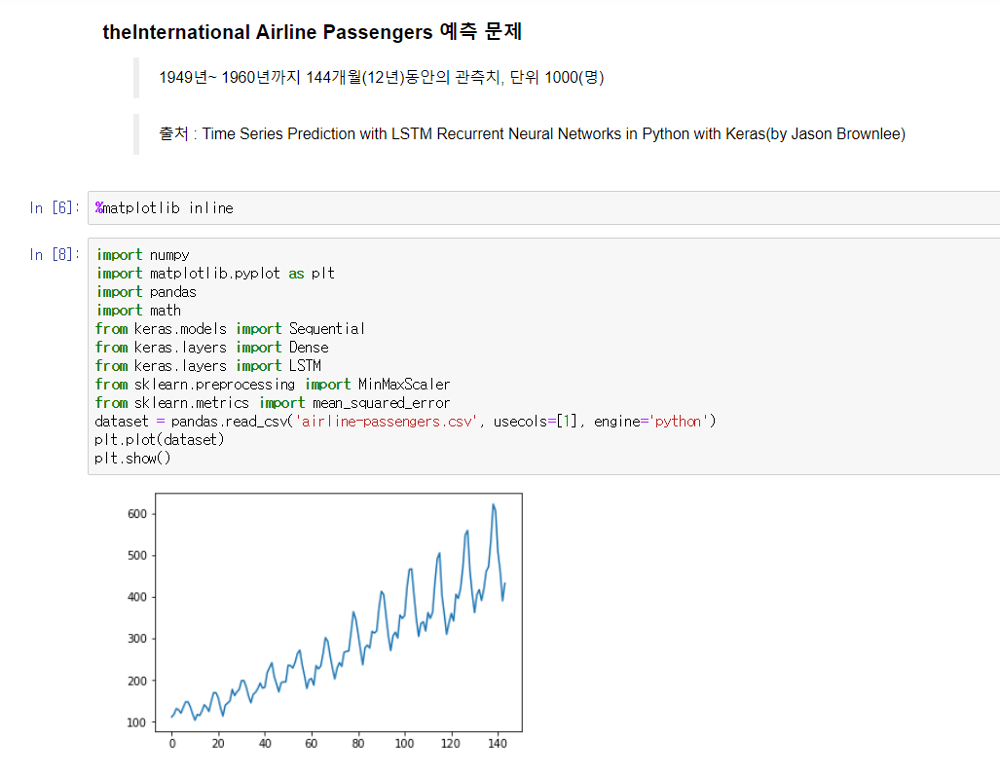 theInternational Airline Passengers 예측 문제
1949년~ 1960년까지 144개월(12년)동안의 관측치, 단위 1000(명)
출처 : Time Series Prediction with LSTM Recurrent Neural Networks in Python with Keras(by Jason Brownlee)
In [6]: %matplotlib inline
In [8]: import numpy
import matplotlib.pyplot as plt
import pandas
import math
from keras.models import Sequential
from keras.layers import Dense
from keras.layers import LSTM
from sklearn.preprocessing import MinMaxScaler
from sklearn.metrics import mean_squared_error
dataset = pandas.read_csv('airline-passengers.csv', usecols=[1], engine='python')
plt.plot(dataset)
plt.show()
600
500
400
300
200
100
0 20 40 60 80 100 120 140